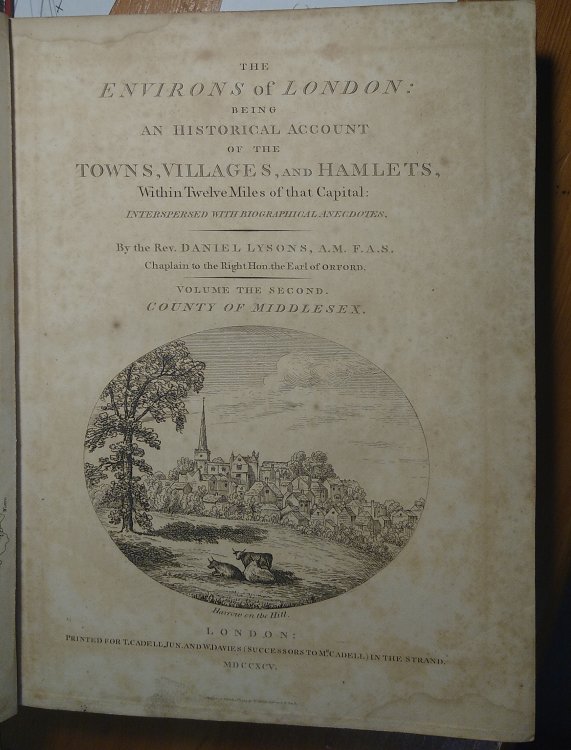 THE
ENVIRONS of LONDON:
BEING
AN HISTORICAL ACCOUNT
OF THE
TOWNS, VILLAGES, AND HAMLETS,
Within Twelve Miles of that Capital:
INTERSPERSED WITH BIOGRAPHICAL ANECDOTES.
By the Rev. DANIEL LYSONS, A.M. F.A.S.
Chaplain to the Right Hon. the Earl of ORFORD.
VOLUME THE SECOND.
COUNTY OF MIDDLESEX.
Harrow on the Hill.
LONDON:
PRINTED FOR T. CADELL, JUN. AND W. DAVIES (SUCCESSORS TO Mr. CADELL) IN THE STRAND.
MDCCXCV.